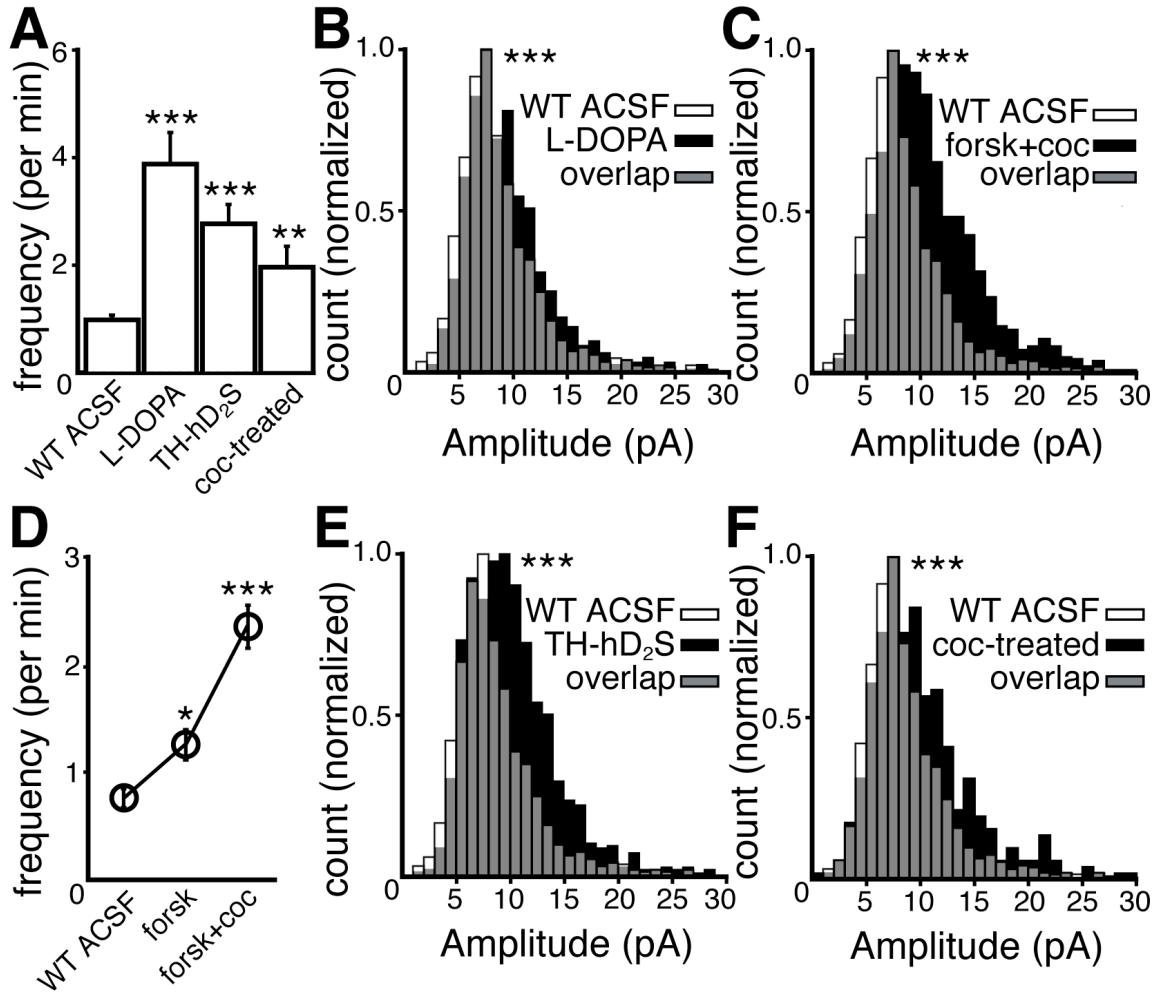 A
frequency (per min)
6
4
2
0
***
***
**
WT ACSF
L-DOPA
TH-hD₂S
coc-treated
B
count (normalized)
1.0
0.5
0
***
WT ACSF
L-DOPA
overlap
5 10 15 20 25 30
Amplitude (pA)
C
count (normalized)
1.0
0.5
0
***
WT ACSF
forsk+coc
overlap
5 10 15 20 25 30
Amplitude (pA)
D
frequency (per min)
3
2
1
0
*
***
WT ACSF
forsk
forsk+coc
E
count (normalized)
1.0
0.5
0
***
WT ACSF
TH-hD₂S
overlap
5 10 15 20 25 30
Amplitude (pA)
F
count (normalized)
1.0
0.5
0
***
WT ACSF
coc-treated
overlap
5 10 15 20 25 30
Amplitude (pA)